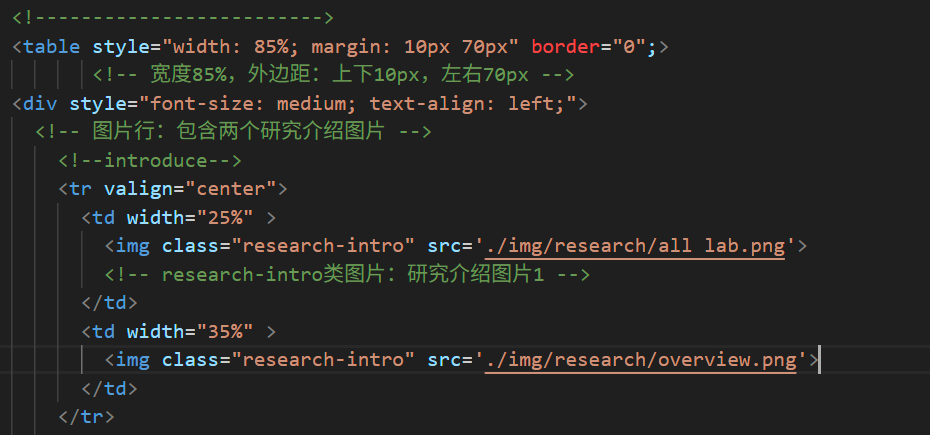 <!-------------------------->
<table style="width: 85%; margin: 10px 70px" border="0";>
<!-- 宽度85%，外边距：上下10px，左右70px -->
<div style="font-size: medium; text-align: left;">
<!-- 图片行：包含两个研究介绍图片 -->
<!--introduce-->
<tr valign="center">
<td width="25%" >
<img class="research-intro" src='./img/research/all lab.png'>
<!-- research-intro类图片：研究介绍图片1 -->
</td>
<td width="35%" >
<img class="research-intro" src='./img/research/overview.png'>
</td>
</tr>